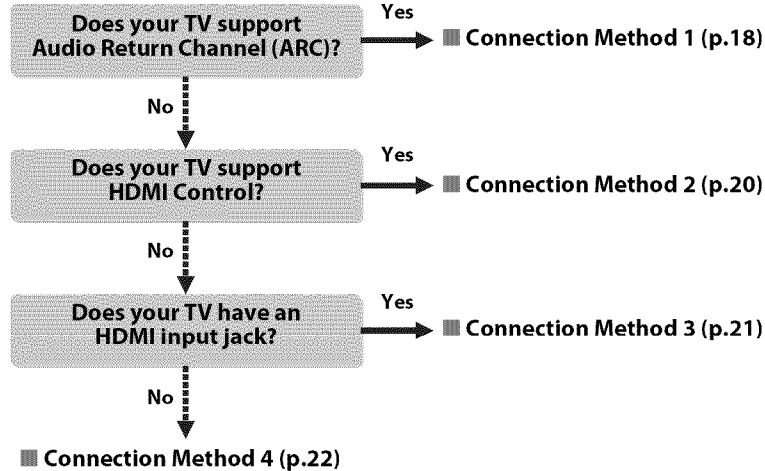 Does your TV support
Audio Return Channel (ARC)?
Yes
Connection Method 1 (p.18)
No
Does your TV support
HDMI Control?
Yes
Connection Method 2 (p.20)
No
Does your TV have an
HDMI input jack?
Yes
Connection Method 3 (p.21)
No
Connection Method 4 (p.22)